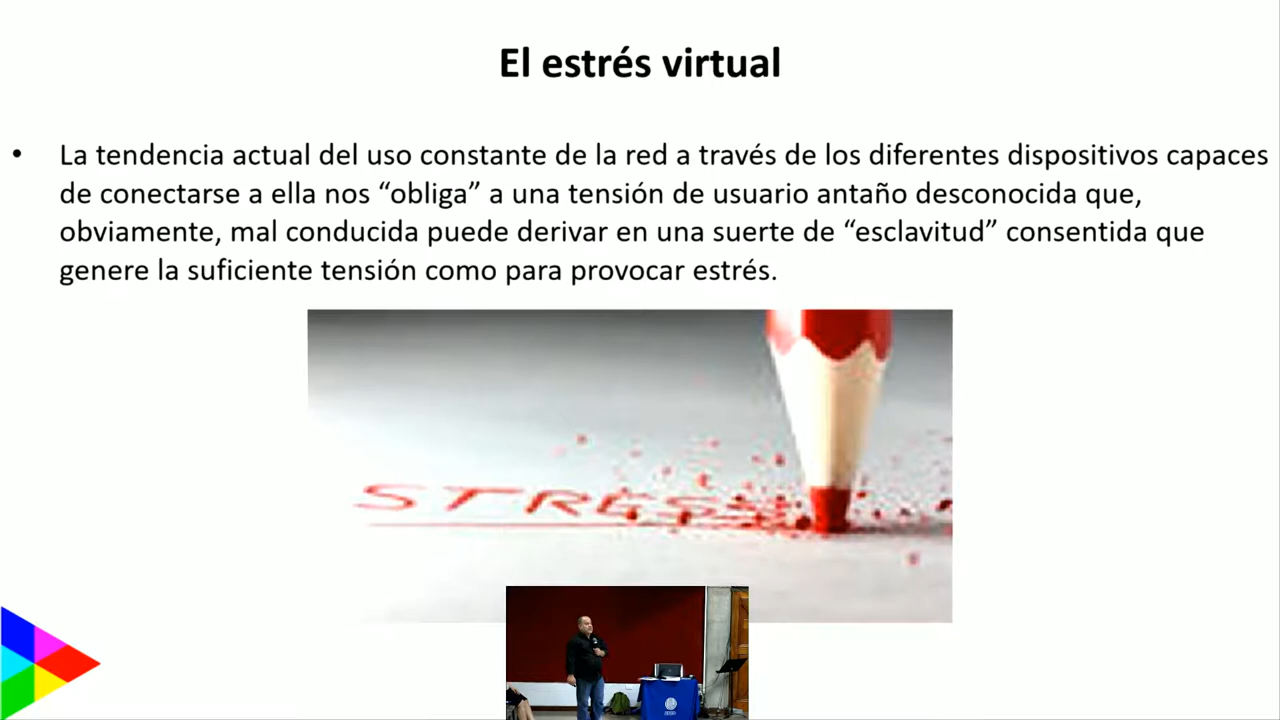 El estrés virtual
• La tendencia actual del uso constante de la red a través de los diferentes dispositivos capaces
de conectarse a ella nos “obliga” a una tensión de usuario antaño desconocida que,
obviamente, mal conducida puede derivar en una suerte de “esclavitud” consentida que
genere la suficiente tensión como para provocar estrés.
STRESS